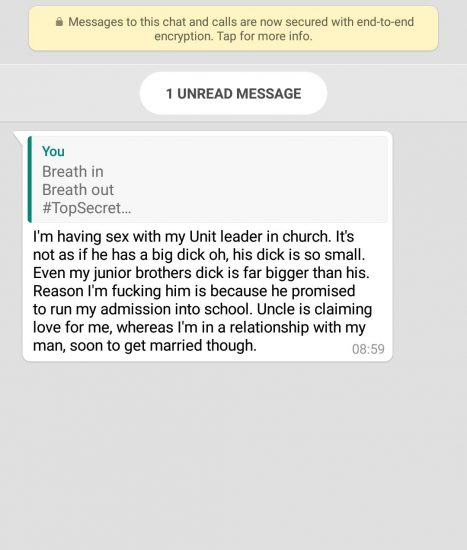 Messages to this chat and calls are now secured with end-to-end
encryption. Tap for more info.
1 UNREAD MESSAGE
You
Breath in
Breath out
#TopSecret...
I'm having sex with my Unit leader in church. It's
not as if he has a big dick oh, his dick is so small.
Even my junior brothers dick is far bigger than his.
Reason I'm fucking him is because he promised
to run my admission into school. Uncle is claiming
love for me, whereas I'm in a relationship with my
man, soon to get married though.
08:59